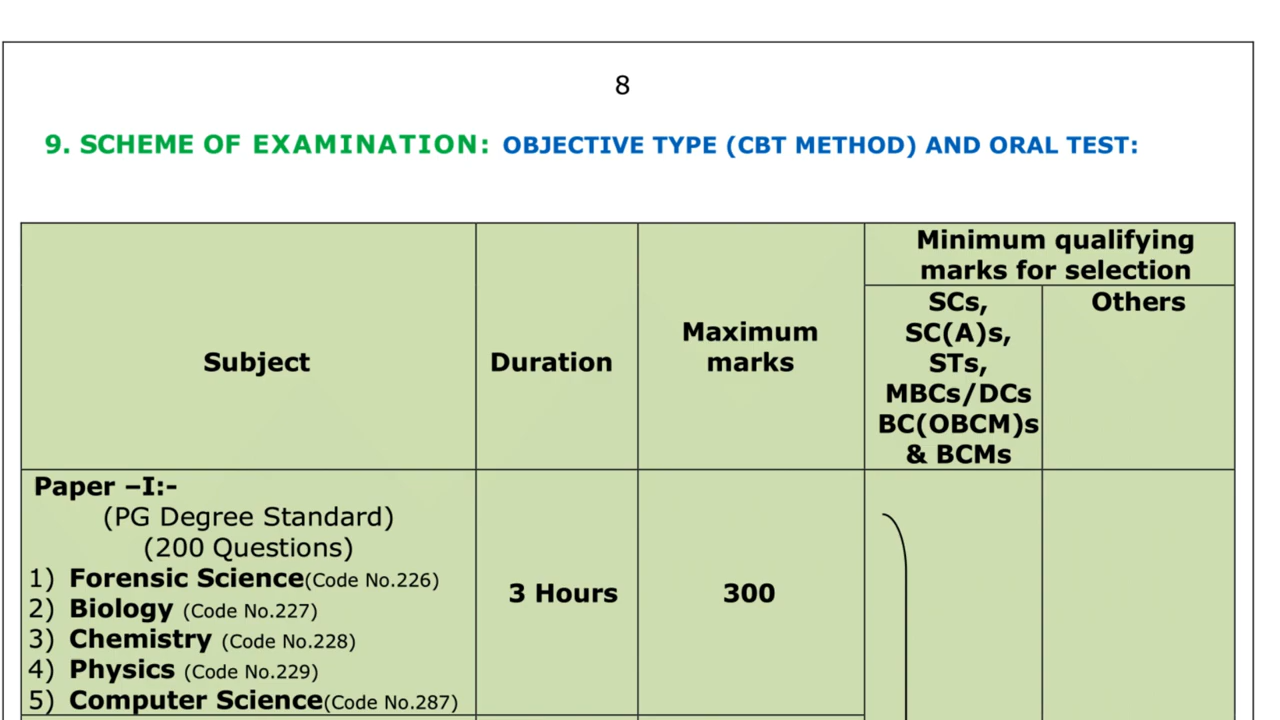 8
9. SCHEME OF EXAMINATION: OBJECTIVE TYPE (CBT METHOD) AND ORAL TEST:
Subject
Duration
Maximum
marks
Minimum qualifying
marks for selection
SCs,
SC(A)s,
STs,
MBCs/DCs
BC(OBCM)s
& BCMs
Others
Paper –I:-
(PG Degree Standard)
(200 Questions)
1) Forensic Science(Code No.226)
2) Biology (Code No.227)
3) Chemistry (Code No.228)
4) Physics (Code No.229)
5) Computer Science(Code No.287)
3 Hours
300